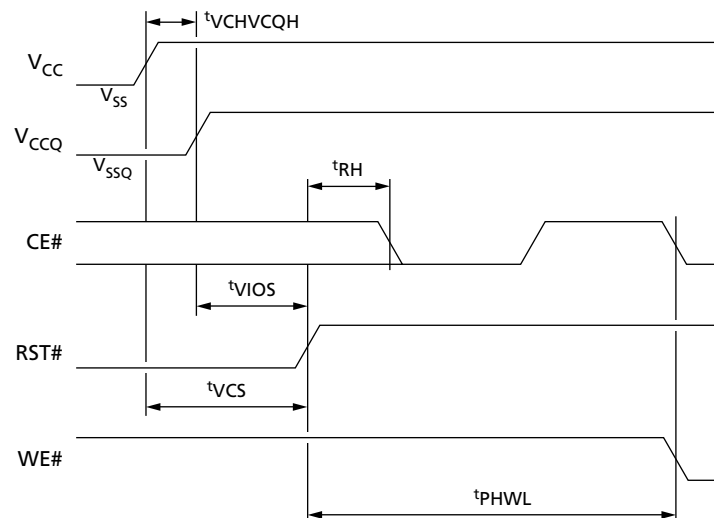 tVCHVCQH
VCC
VSS
VCCQ
VSSQ
tRH
CE#
tVIOS
RST#
tVCS
WE#
tPHWL